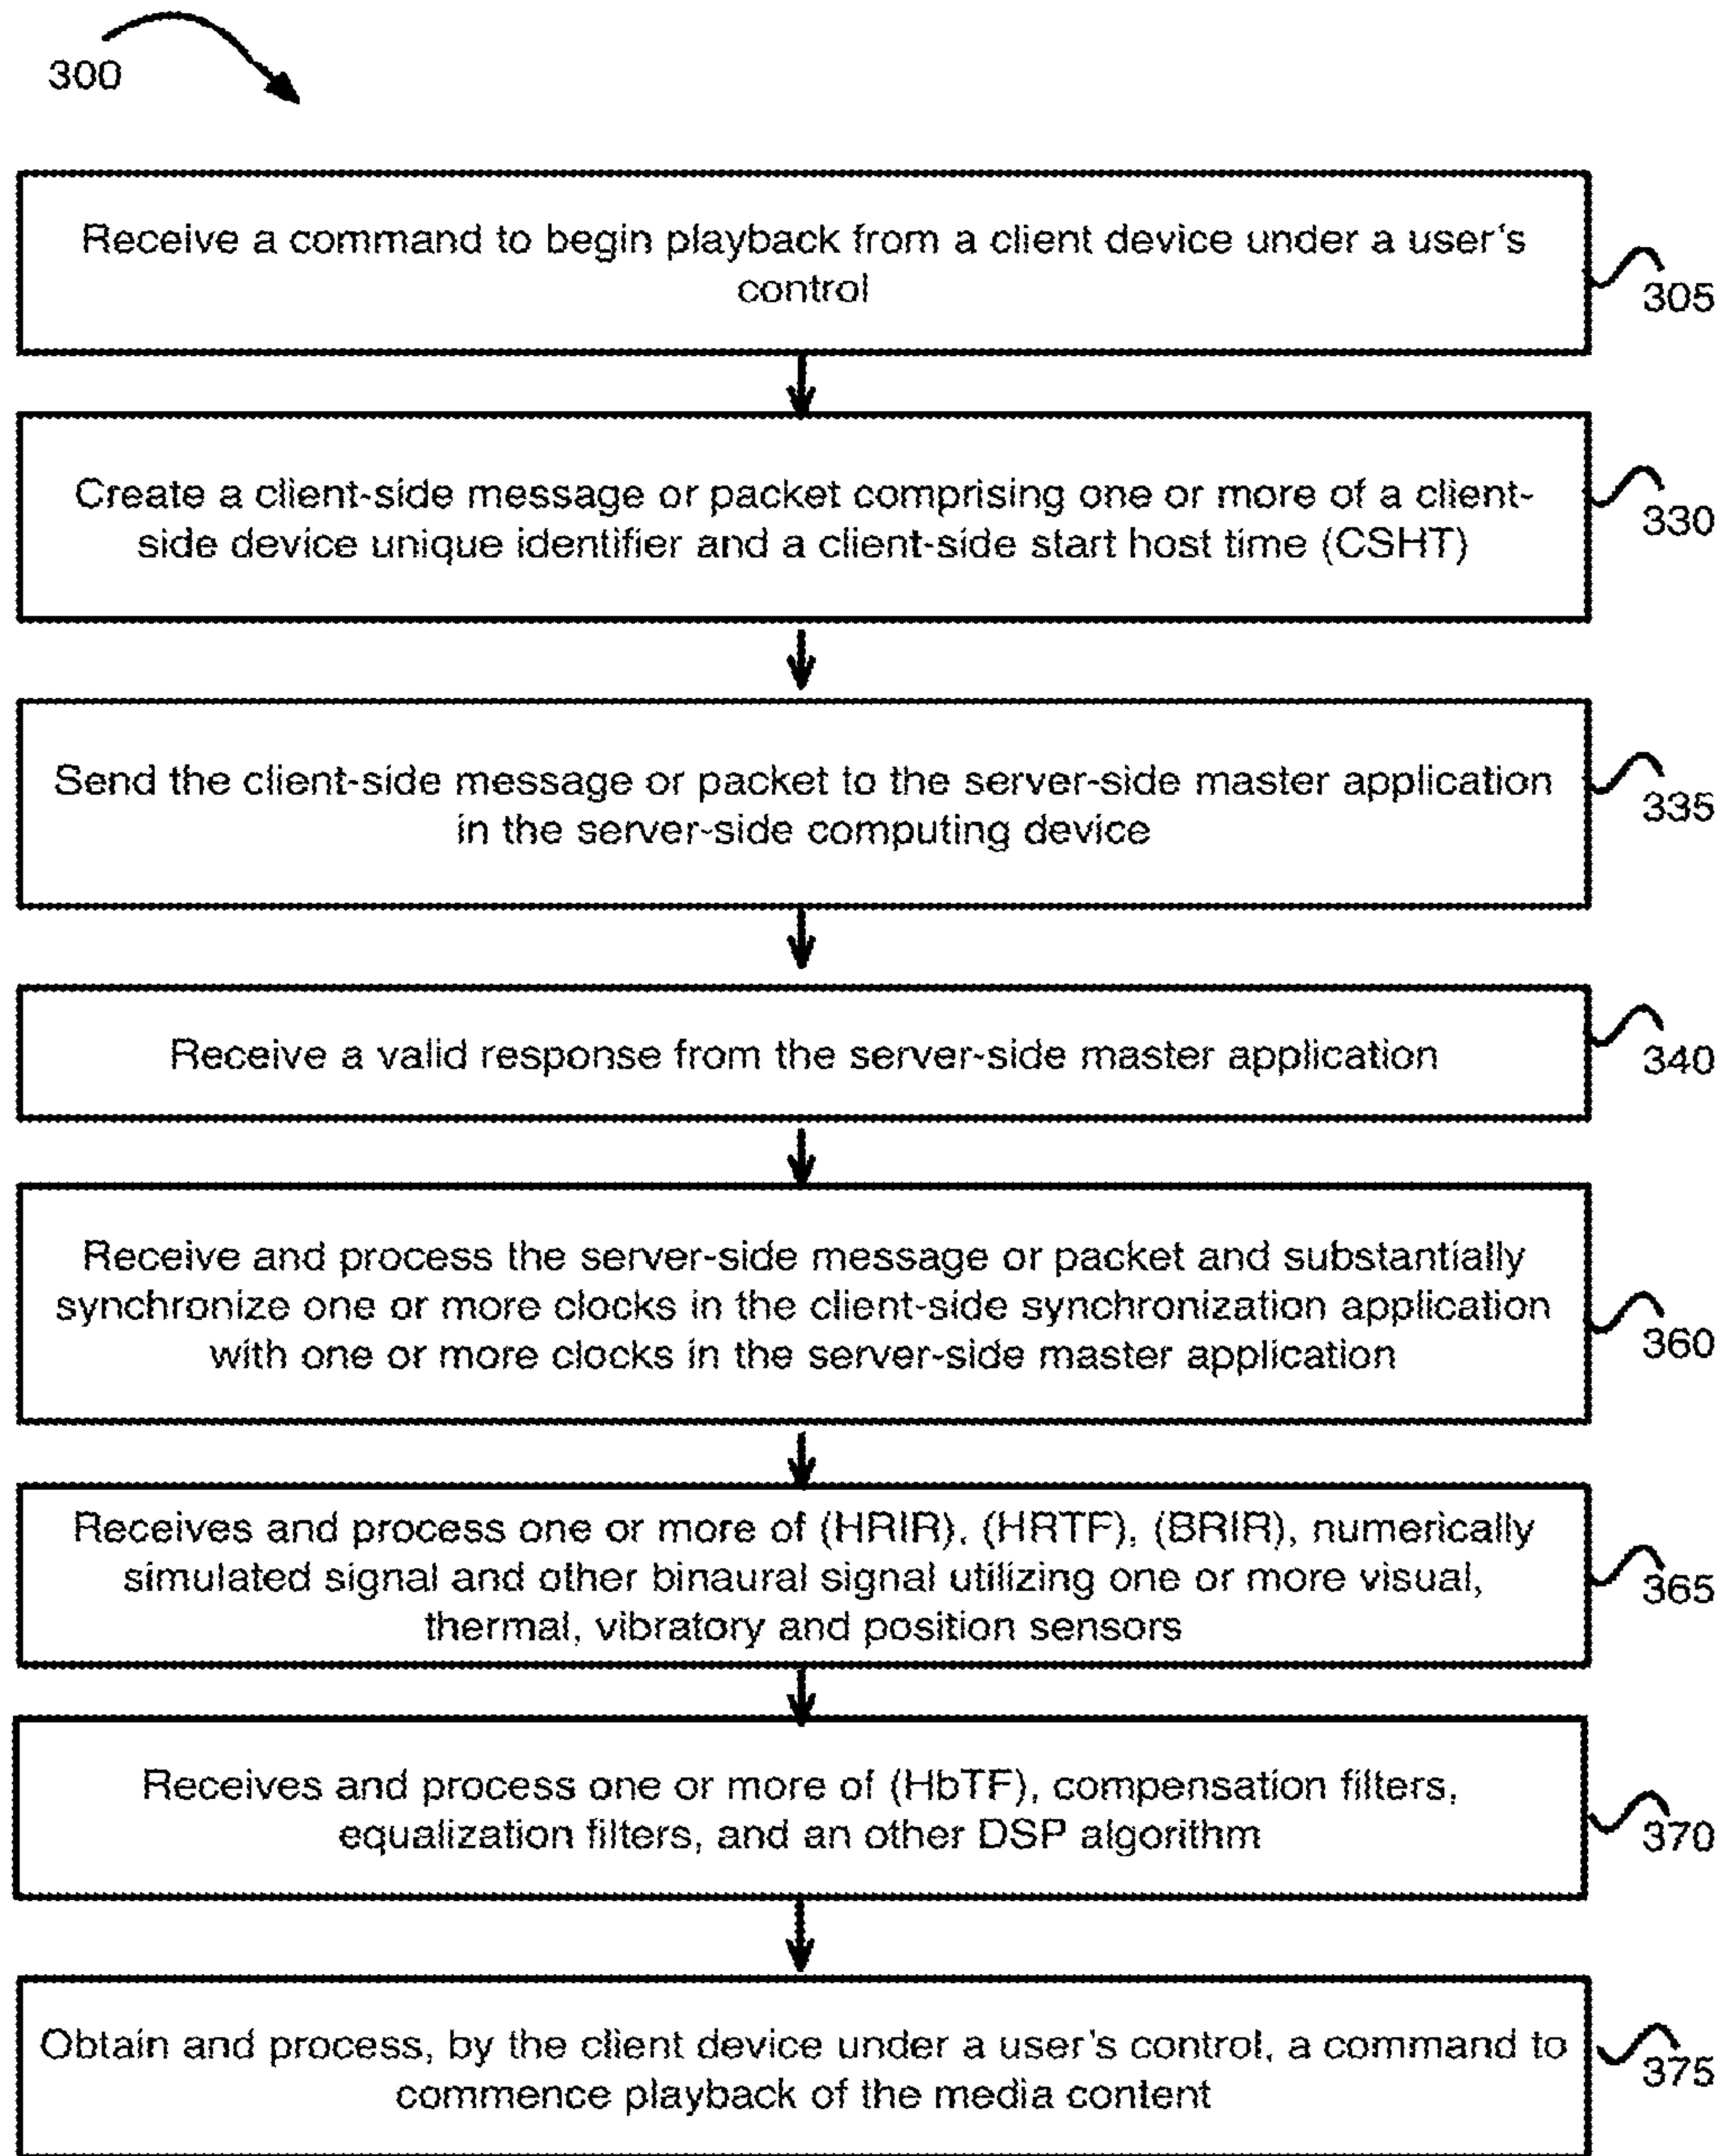 300
Receive a command to begin playback from a client device under a user's
control
305
Create a client-side message or packet comprising one or more of a client-
side device unique identifier and a client-side start host time (CSHT)
330
Send the client-side message or packet to the server-side master application
in the server-side computing device
335
Receive a valid response from the server-side master application
340
Receive and process the server-side message or packet and substantially
synchronize one or more clocks in the client-side synchronization application
with one or more clocks in the server-side master application
360
Receives and process one or more of (HRIR), (HRTF), (BRIR), numerically
simulated signal and other binaural signal utilizing one or more visual,
thermal, vibratory and position sensors
365
Receives and process one or more of (HbTF), compensation filters,
equalization filters, and an other DSP algorithm
370
Obtain and process, by the client device under a user's control, a command to
commence playback of the media content
375